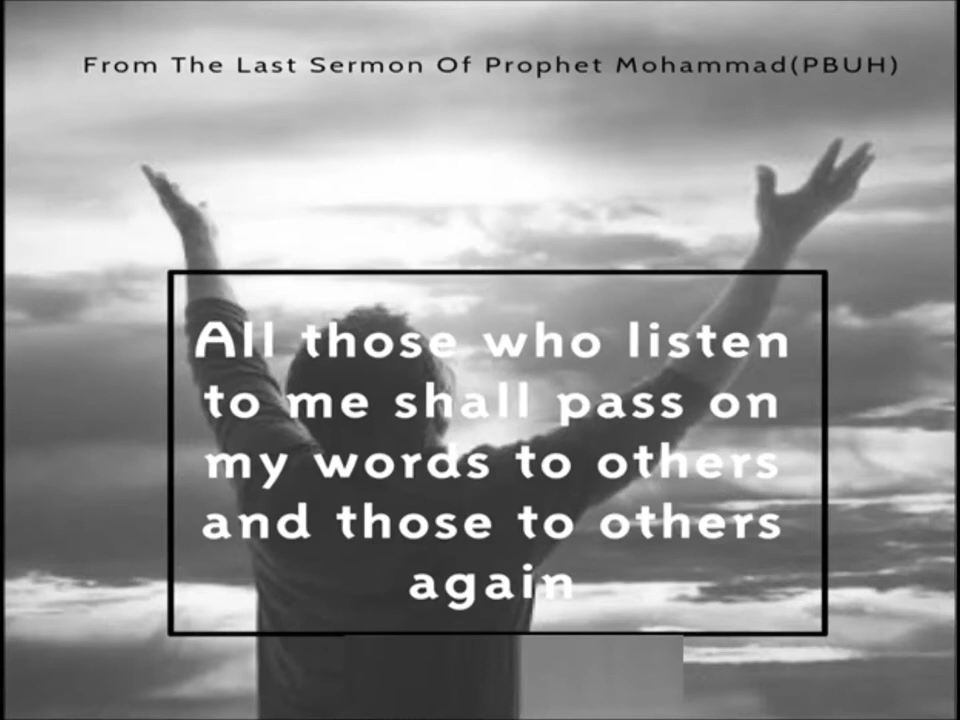 From The Last Sermon Of Prophet Mohammad(PBUH)
All those who listen
to me shall pass on
my words to others
and those to others
again